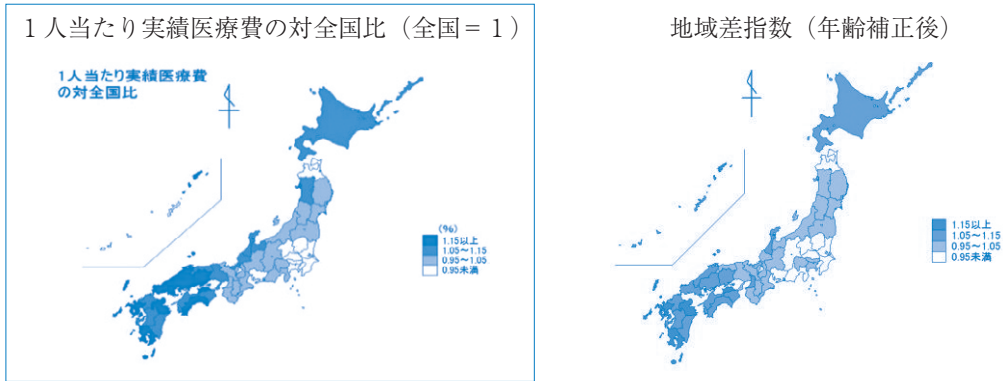 1人当たり実績医療費の対全国比（全国＝1）
1人当たり実績医療費
の対全国比
(%)
1.15以上
1.05～1.15
0.95～1.05
0.95未満
地域差指数（年齢補正後）
1.15以上
1.05～1.15
0.95～1.05
0.95未満